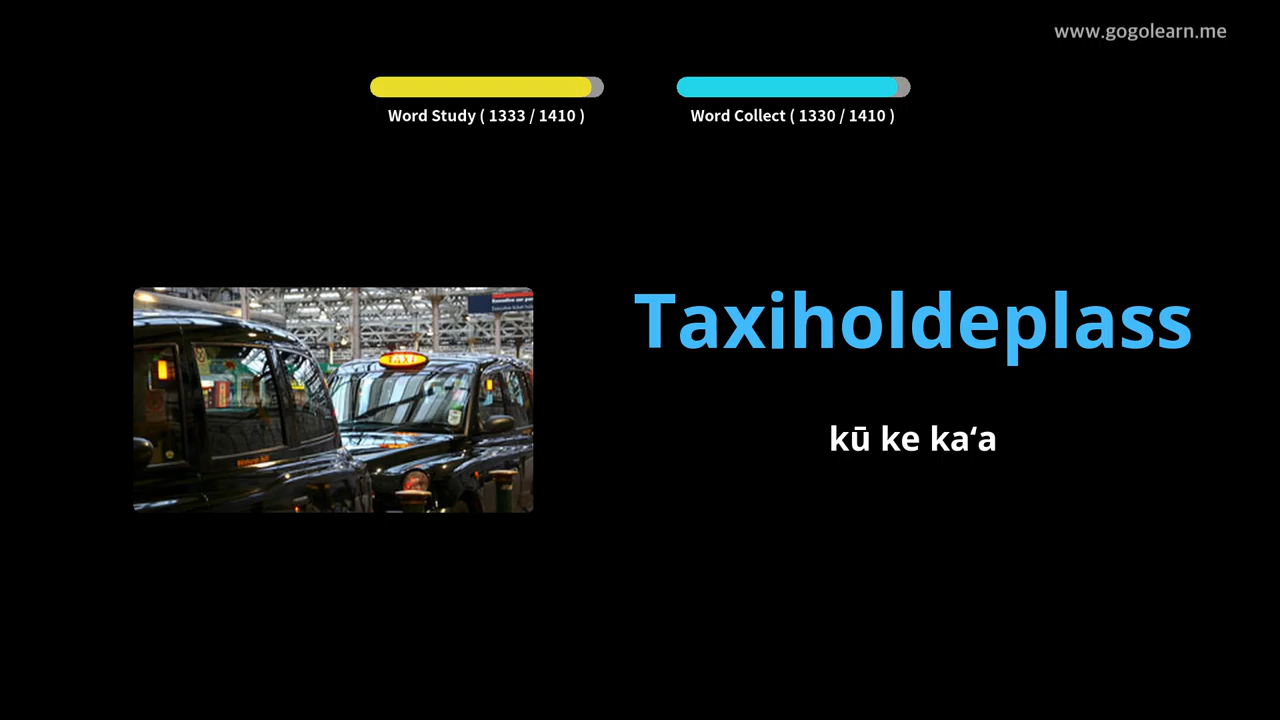 www.gogolearn.me
Word Study ( 1333 / 1410 )
Word Collect ( 1330 / 1410 )
Taxiholdeplass
kū ke kaʻa
TAXI